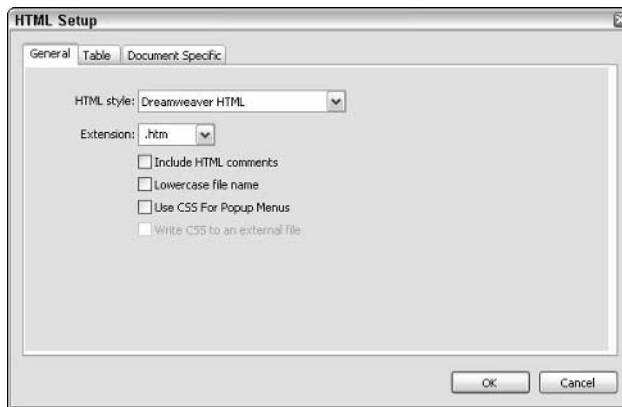 HTML Setup
General Table Document Specific
HTML style: Dreamweaver HTML
Extension: .htm
Include HTML comments
Lowercase file name
Use CSS For Popup Menus
Write CSS to an external file
OK Cancel